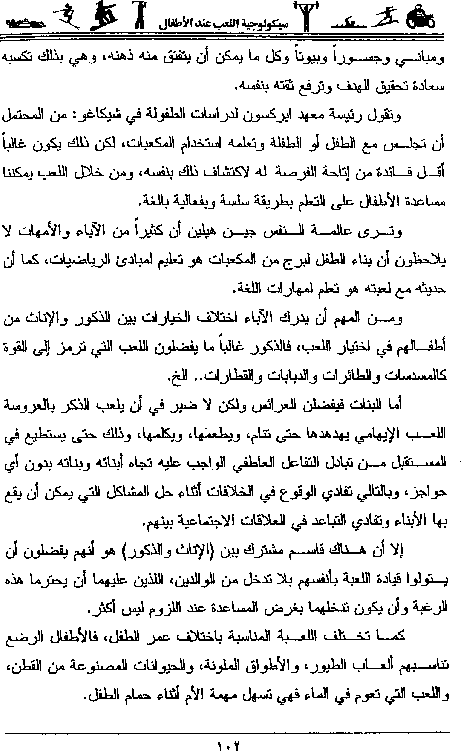 سيكولوجية اللعب عند الأطفال
ومباني وجسوراً وبيوتاً وكل ما يمكن أن يتفتق منه ذهنه، وهي بذلك تكسبه
سعادة تحقيق الهدف وترفع ثقته بنفسه.
وتقول رئيسة معهد ايركسون لدراسات الطفولة في شيكاغو: من المحتمل
أن تجلس مع الطفل أو الطفلة وتعلمه استخدام المكعبات، لكن ذلك يكون غالباً
أقل فائدة من إتاحة الفرصة له لاكتشاف ذلك بنفسه، ومن خلال اللعب يمكننا
مساعدة الأطفال على التعلم بطريقة سلسة وبفعالية بالغة.
وترى عالمة النفس جين هيلين أن كثيراً من الآباء والأمهات لا
يلاحظون أن بناء الطفل لبرج من المكعبات هو تعليم لمبادئ الرياضيات، كما أن
حديثه مع لعبته هو تعلم لمهارات اللغة.
ومن المهم أن يدرك الآباء اختلاف الخيارات بين الذكور والإناث من
أطفالهم في اختيار اللعب، فالذكور غالباً ما يفضلون اللعب التي ترمز إلى القوة
كالمسدسات والطائرات والدبابات والقطارات.. الخ.
أما البنات فيفضلن العرائس ولكن لا ضير في أن يلعب الذكر بالعروسة
اللعب الإيهامي يهدهدها حتى تنام، ويطعمها، ويكلمها، وذلك حتى يستطيع في
المستقبل من تبادل التفاعل العاطفي الواجب عليه تجاه أبنائه وبناته بدون أي
حواجز، وبالتالي تفادي الوقوع في الخلافات أثناء حل المشاكل التي يمكن أن يقع
بها الأبناء وتفادي التباعد في العلاقات الاجتماعية بينهم.
إلا أن هناك قاسم مشترك بين (الإناث والذكور) هو أنهم يفضلون أن
يتولوا قيادة اللعبة بأنفسهم بلا تدخل من الوالدين، اللذين عليهما أن يحترما هذه
الرغبة وأن يكون تدخلهما بغرض المساعدة عند اللزوم ليس أكثر.
كما تختلف اللعبة المناسبة باختلاف عمر الطفل، فالأطفال الرضع
تناسبهم ألعاب الطيور، والأطواق الملونة، والحيوانات المصنوعة من القطن،
واللعب التي تعوم في الماء فهي تسهل مهمة الأم أثناء حمام الطفل.
١٠٢